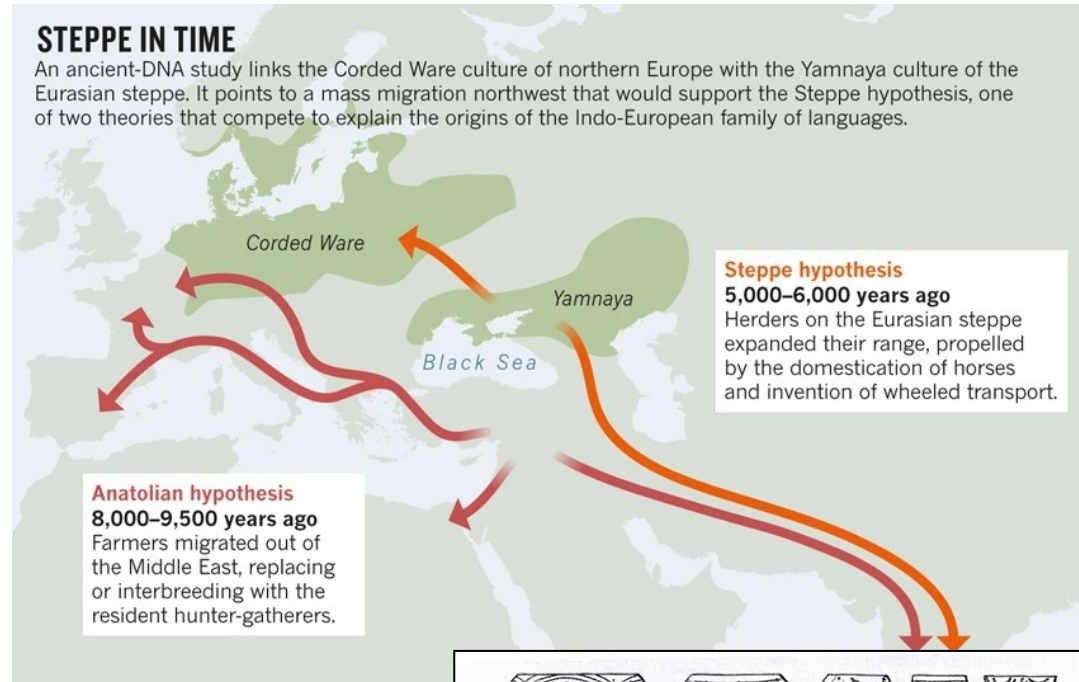 STEPPE IN TIME
An ancient-DNA study links the Corded Ware culture of northern Europe with the Yamnaya culture of the
Eurasian steppe. It points to a mass migration northwest that would support the Steppe hypothesis, one
of two theories that compete to explain the origins of the Indo-European family of languages.
Corded Ware
Yamnaya
Black Sea
Steppe hypothesis
5,000–6,000 years ago
Herders on the Eurasian steppe
expanded their range, propelled
by the domestication of horses
and invention of wheeled transport.
Anatolian hypothesis
8,000–9,500 years ago
Farmers migrated out of
the Middle East, replacing
or interbreeding with the
resident hunter-gatherers.